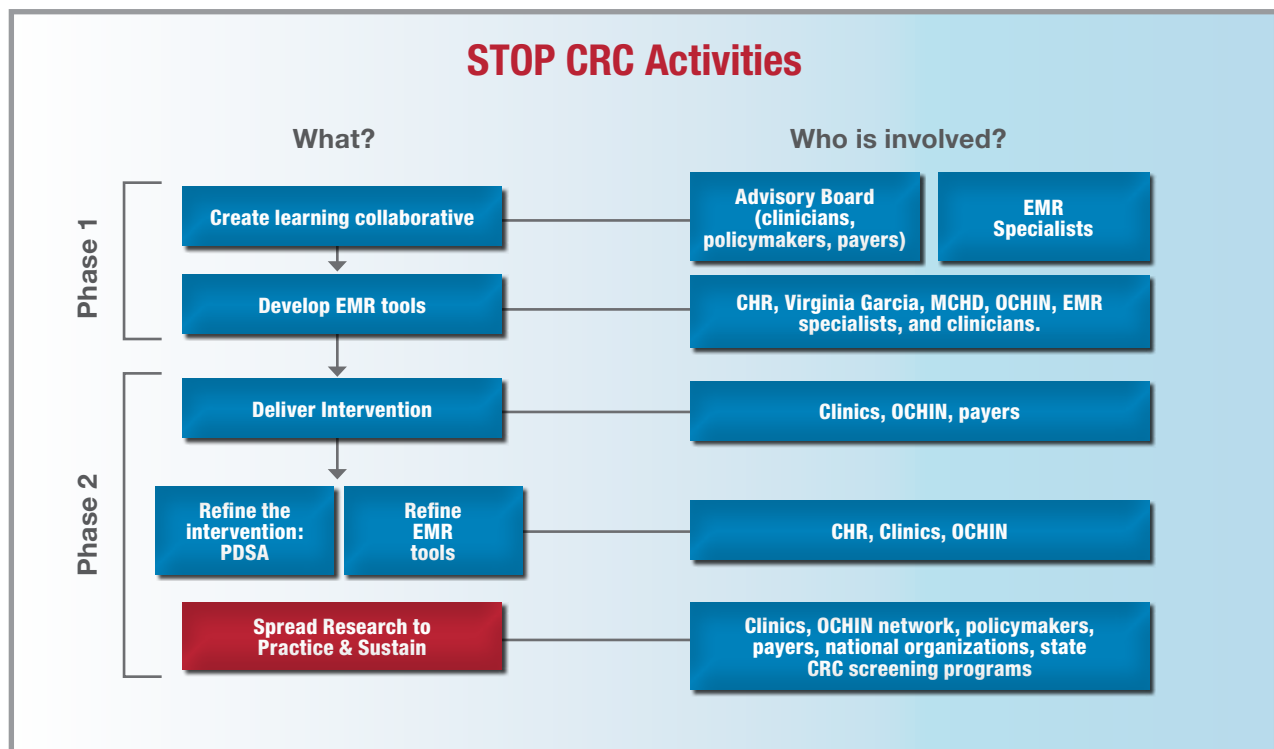 STOP CRC Activities
What?
Who is involved?
Phase 1
Create learning collaborative
Advisory Board
(clinicians,
policymakers, payers)
EMR
Specialists
Develop EMR tools
CHR, Virginia Garcia, MCHD, OCHIN, EMR
specialists, and clinicians.
Phase 2
Deliver Intervention
Clinics, OCHIN, payers
Refine the
intervention:
PDSA
Refine
EMR
tools
CHR, Clinics, OCHIN
Spread Research to
Practice & Sustain
Clinics, OCHIN network, policymakers,
payers, national organizations, state
CRC screening programs